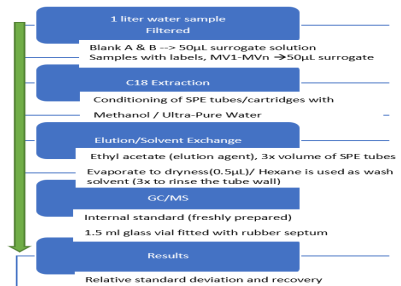 1 liter water sample
Filtered
Blank A & B --> 50µL surrogate solution
Samples with labels, MV1-MVn →50µL surrogate
C18 Extraction
Conditioning of SPE tubes/cartridges with
Methanol / Ultra-Pure Water
Elution/Solvent Exchange
Ethyl acetate (elution agent), 3x volume of SPE tubes
Evaporate to dryness(0.5µL)/ Hexane is used as wash
solvent (3x to rinse the tube wall)
GC/MS
Internal standard (freshly prepared)
1.5 ml glass vial fitted with rubber septum
Results
Relative standard deviation and recovery